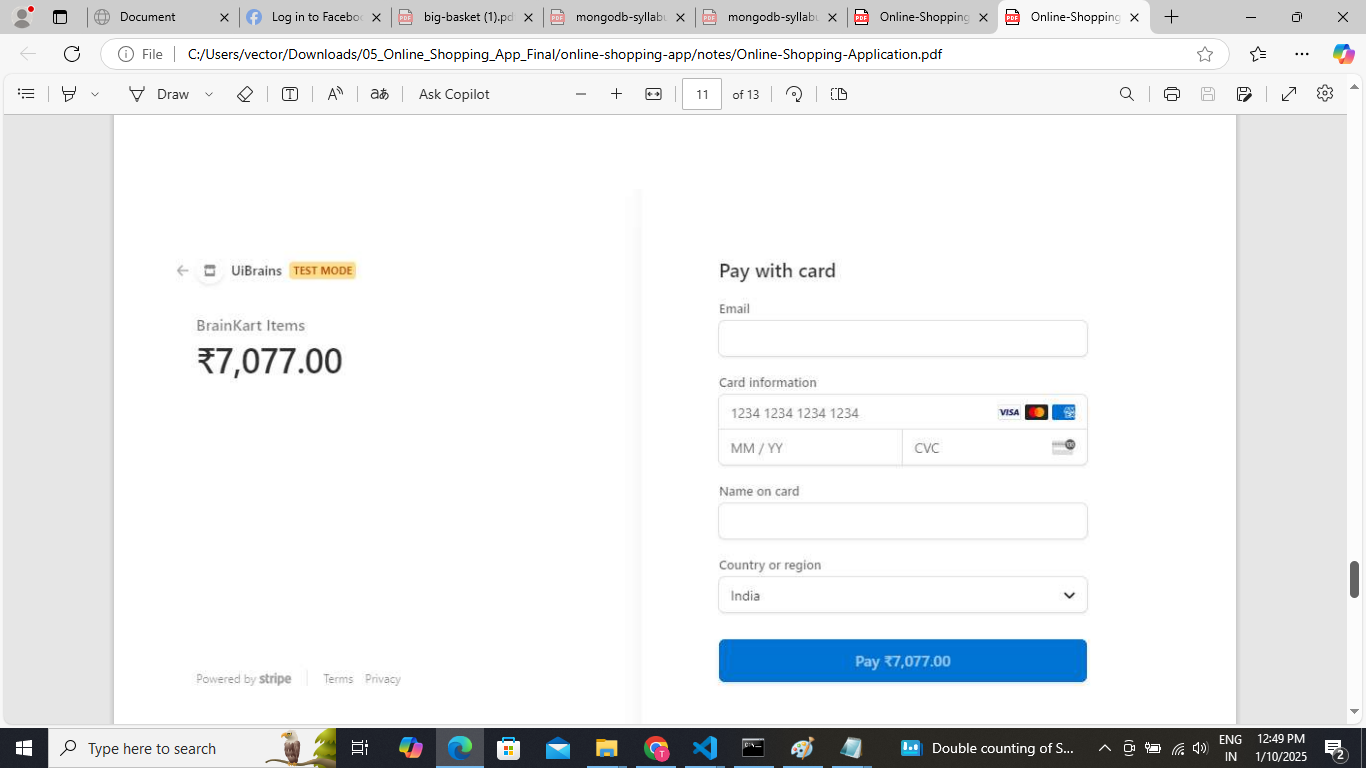 Document
Log in to Faceboo
big-basket (1).pd
mongodb-syllabu
mongodb-syllabu
Online-Shopping
Online-Shopping
File
C:/Users/vector/Downloads/05_Online_Shopping_App_Final/online-shopping-app/notes/Online-Shopping-Application.pdf
Draw
aあ
Ask Copilot
11 of 13
UiBrains TEST MODE
BrainKart Items
₹7,077.00
Powered by stripe Terms Privacy
Pay with card
Email
Card information
1234 1234 1234 1234 VISA
MM / YY CVC
Name on card
Country or region
India
Pay ₹7,077.00
Type here to search
Double counting of S...
ENG
IN
12:49 PM
1/10/2025
2